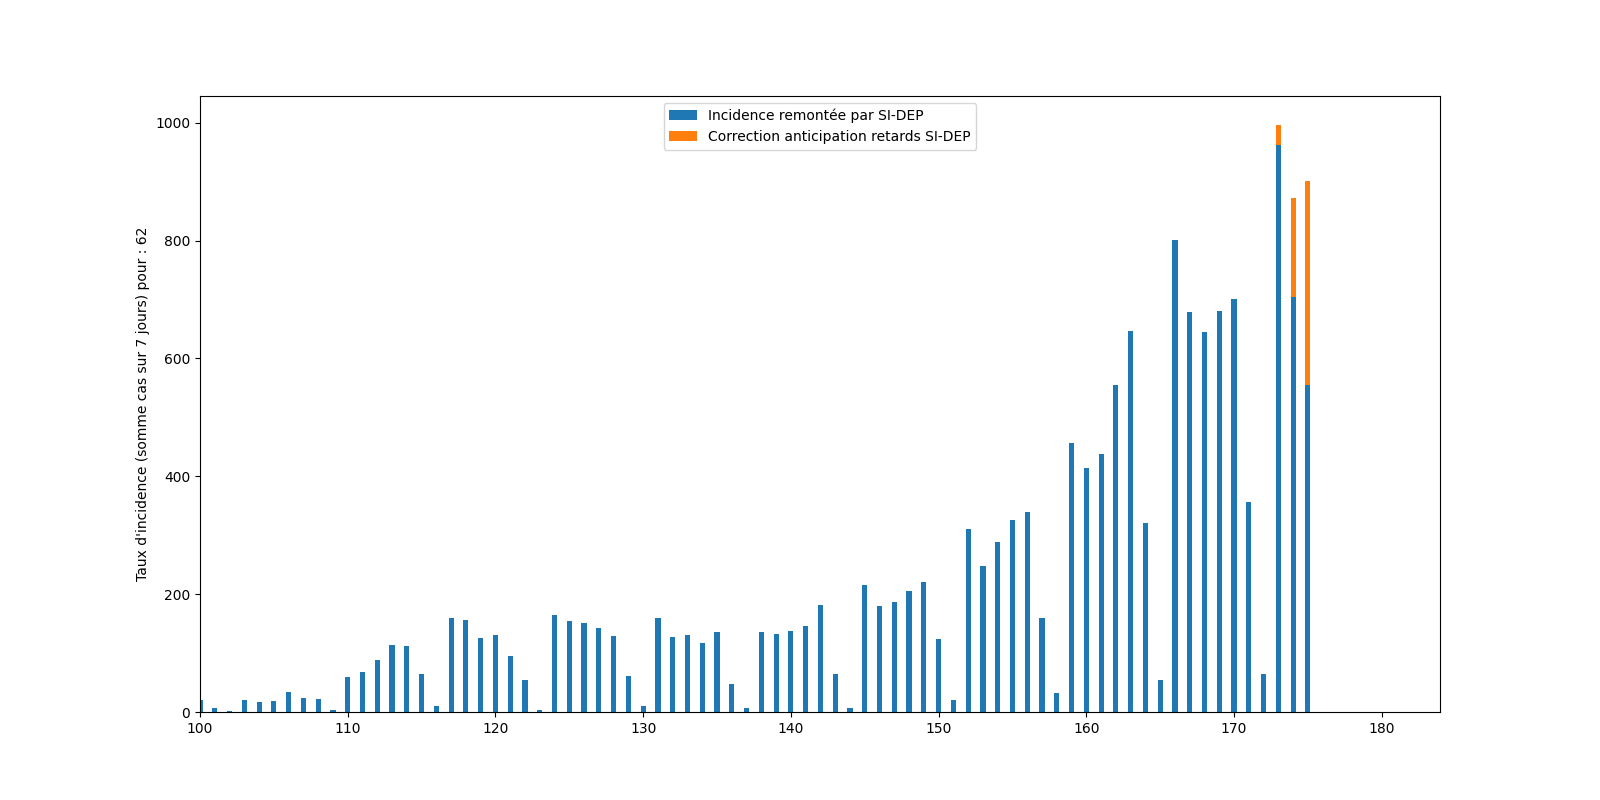 Incidence remontée par SI-DEP
Correction anticipation retards SI-DEP
Taux d'incidence (somme cas sur 7 jours) pour : 62
1000
800
600
400
200
0
100 110 120 130 140 150 160 170 180